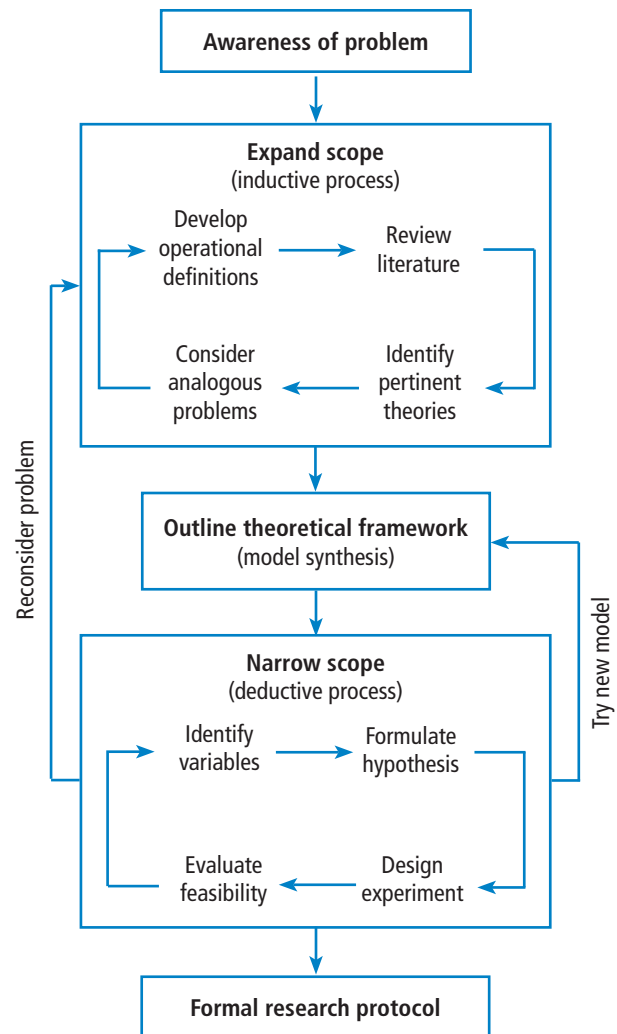 Awareness of problem
Expand scope
(inductive process)
Develop
operational
definitions
Review
literature
Consider
analogous
problems
Identify
pertinent
theories
Reconsider problem
Outline theoretical framework
(model synthesis)
Try new model
Narrow scope
(deductive process)
Identify
variables
Formulate
hypothesis
Evaluate
feasibility
Design
experiment
Formal research protocol